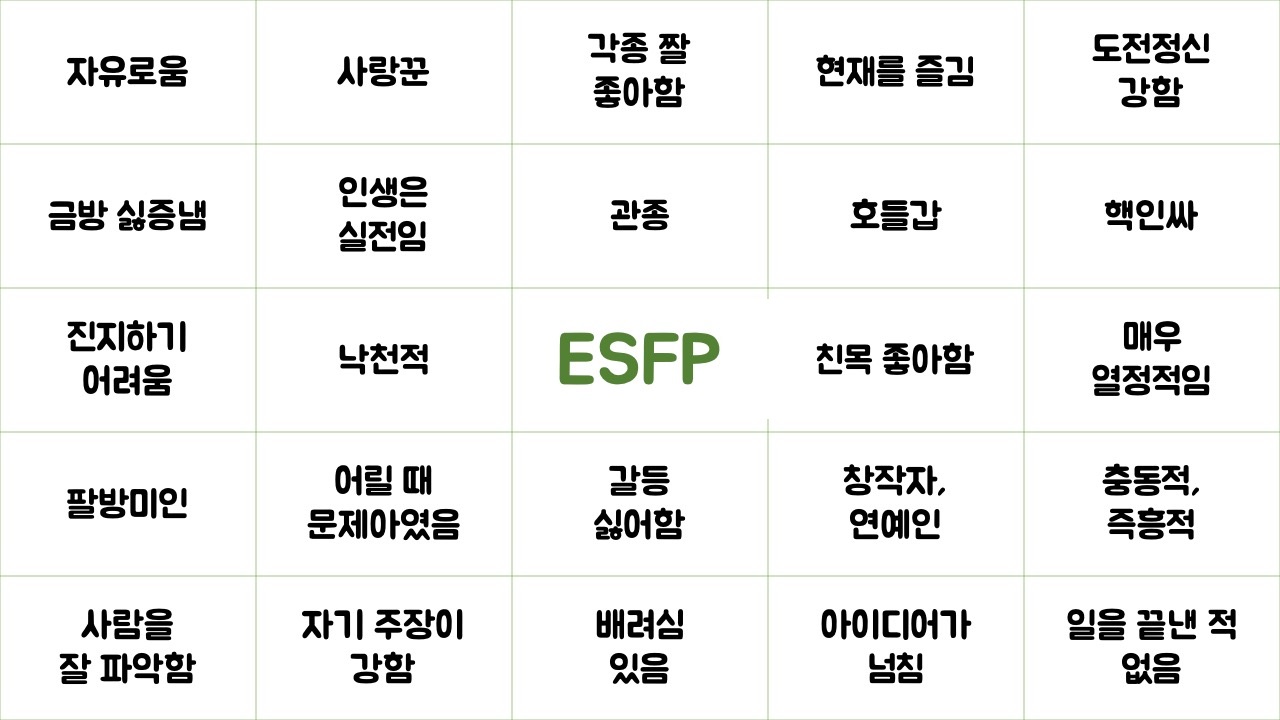 자유로움
사랑꾼
각종 짤
좋아함
현재를 즐김
도전정신
강함
금방 싫증냄
인생은
실전임
관종
호들갑
핵인싸
진지하기
어려움
낙천적
ESFP
친목 좋아함
매우
열정적임
팔방미인
어릴 때
문제아였음
갈등
싫어함
창작자,
연예인
충동적,
즉흥적
사람을
잘 파악함
자기 주장이
강함
배려심
있음
아이디어가
넘침
일을 끝낸 적
없음